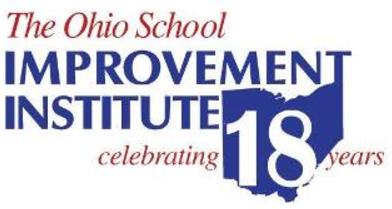 The Ohio School
IMPROVEMENT
INSTITUTE
celebrating 18 years